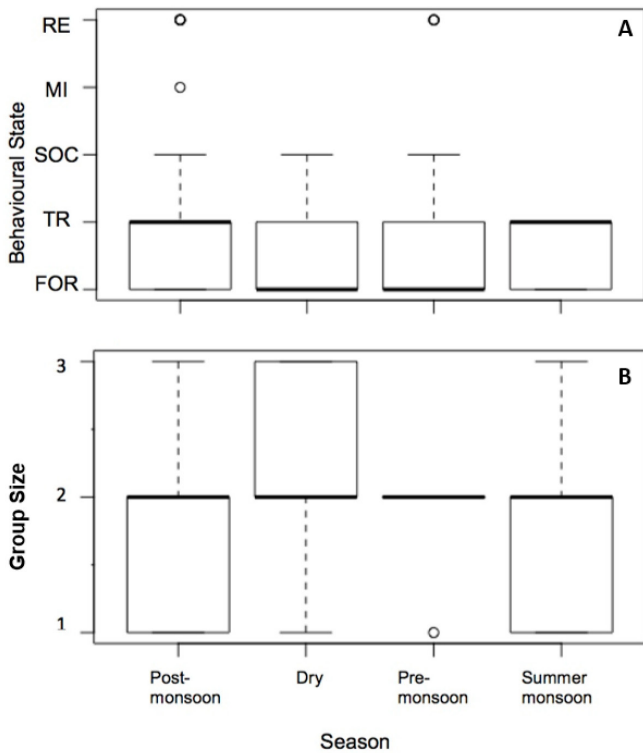 A
Behavioural State
RE
MI
SOC
TR
FOR
B
Group Size
3
2
1
Post-
monsoon
Dry
Pre-
monsoon
Summer
monsoon
Season